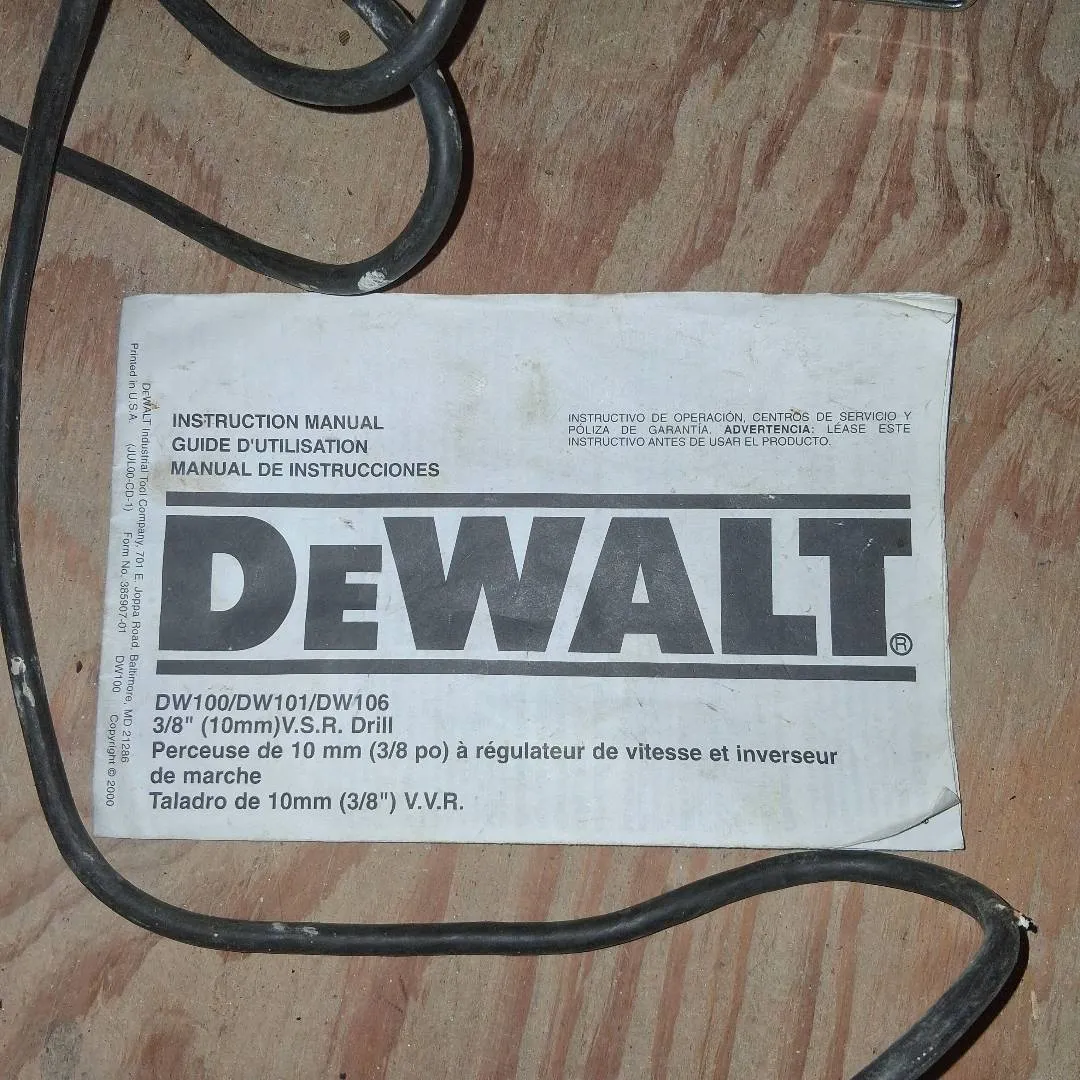 INSTRUCTION MANUAL
GUIDE D'UTILISATION
MANUAL DE INSTRUCCIONES
INSTRUCTIVO DE OPERACIÓN, CENTROS DE SERVICIO Y
PÓLIZA DE GARANTÍA. ADVERTENCIA: LÉASE ESTE
INSTRUCTIVO ANTES DE USAR EL PRODUCTO.
DEWALT®
DW100/DW101/DW106
3/8" (10mm)V.S.R. Drill
Perceuse de 10 mm (3/8 po) à régulateur de vitesse et inverseur
de marche
Taladro de 10mm (3/8") V.V.R.
DEWALT Industrial Tool Company, 701 E. Joppa Road, Baltimore, MD 21286
Printed in U.S.A. (JUL00-CD-1) Form No. 385907-01 DW100 Copyright © 2000